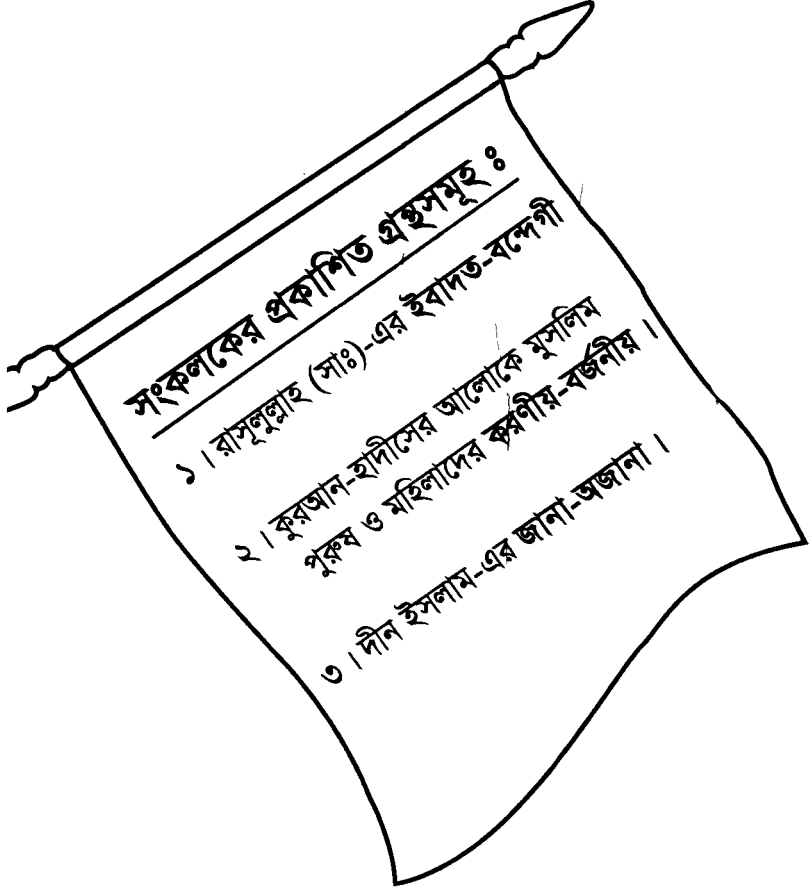 সংকলকের প্রকাশিত গ্রন্থসমূহ ঃ
১ । রাসূলুল্লাহ (সাঃ)-এর ইবাদত-বন্দেগী
২ । কুরআন-হাদীসের আলোকে মুসলিম
পুরুষ ও মহিলাদের করণীয়-বর্জনীয় ।
৩ । দীন ইসলাম-এর জানা-অজানা ।